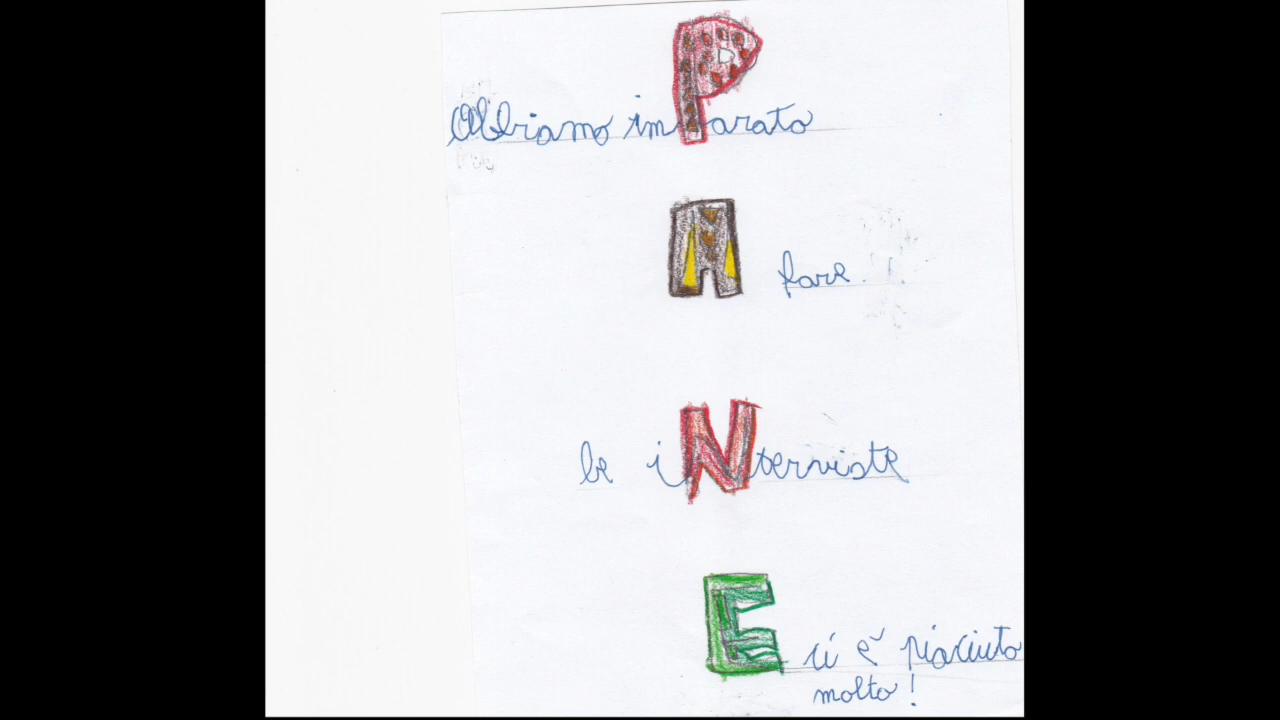 Abbiamo imParato
A fare.
le iNterviste
E ci è piaciuto
molto!